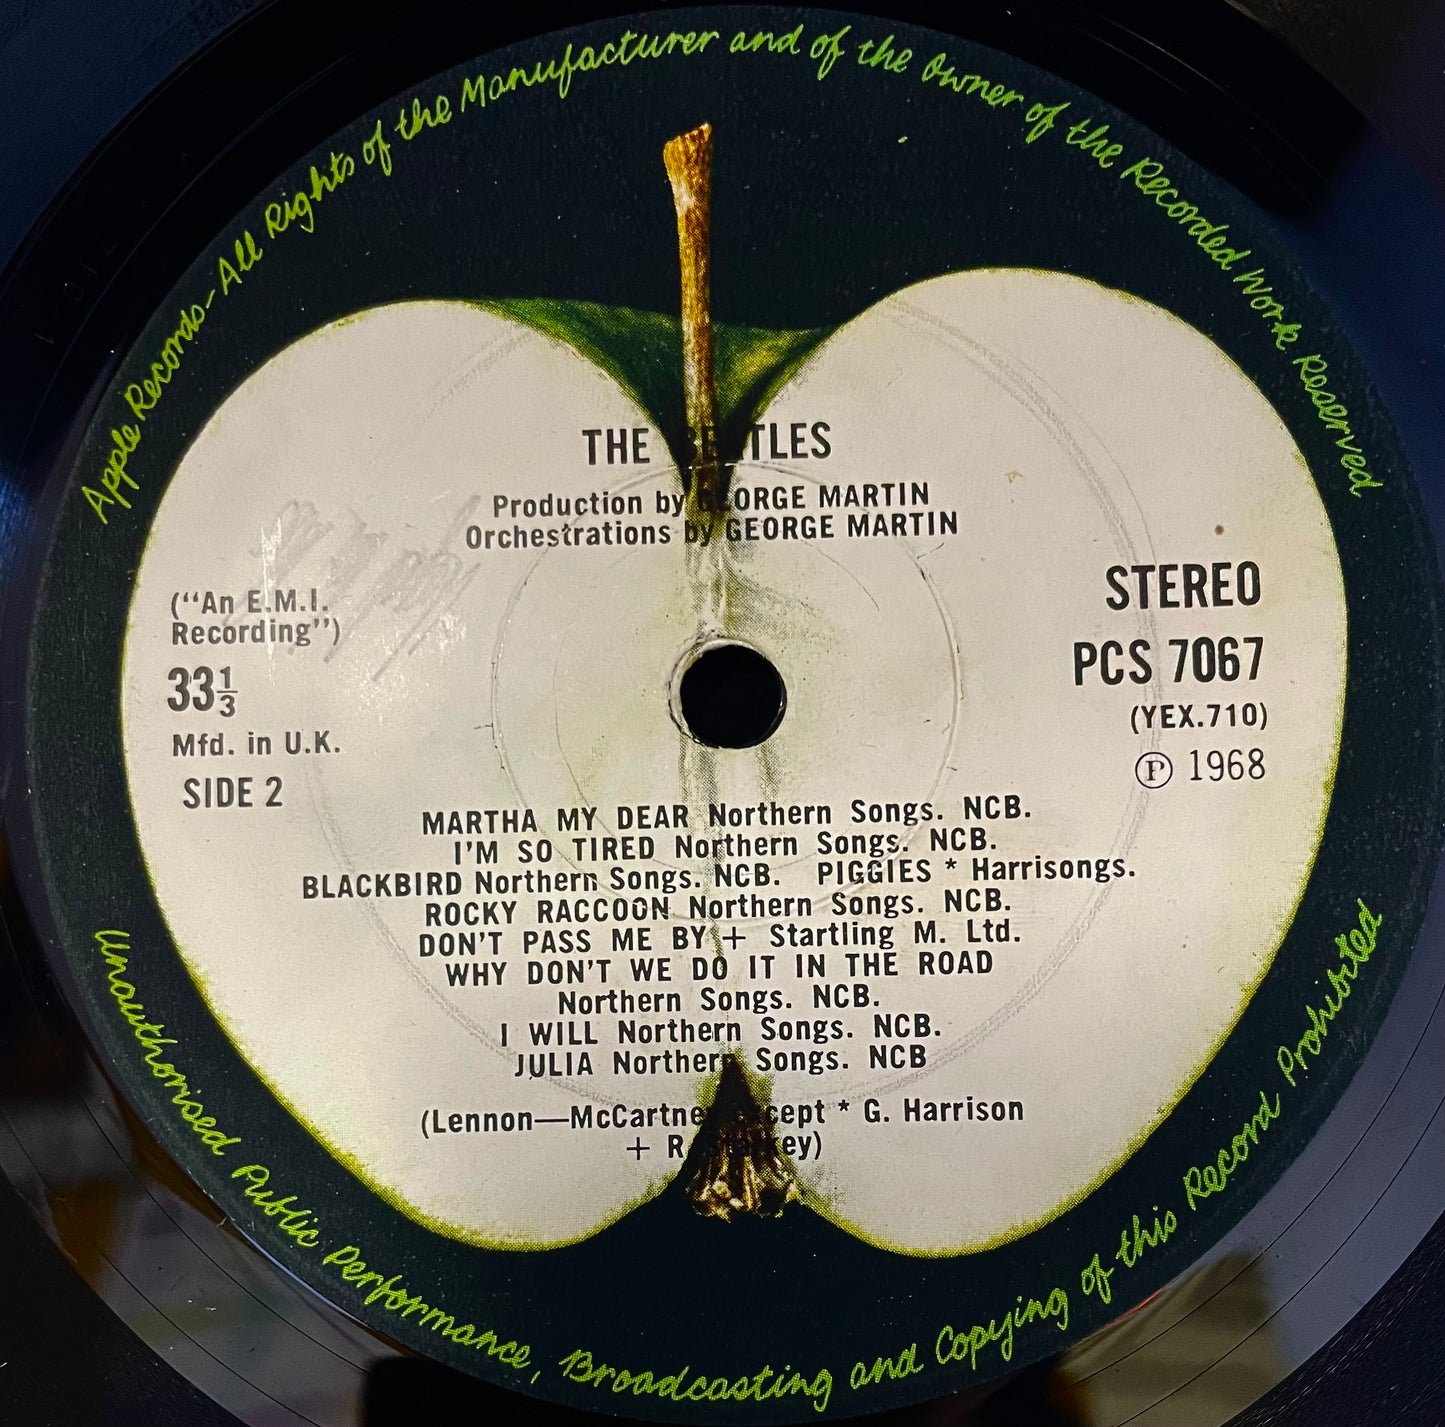 Apple Records - All Rights of the Manufacturer and of the Owner of the Recorded Work Reserved
THE BEATLES
Production by GEORGE MARTIN
Orchestrations by GEORGE MARTIN
(“An E.M.I.
Recording”)
33⅓
Mfd. in U.K.
SIDE 2
STEREO
PCS 7067
(YEX.710)
Ⓟ 1968
MARTHA MY DEAR Northern Songs. NCB.
I'M SO TIRED Northern Songs. NCB.
BLACKBIRD Northern Songs. NCB. PIGGIES * Harrisongs.
ROCKY RACCOON Northern Songs. NCB.
DON'T PASS ME BY + Startling M. Ltd.
WHY DON'T WE DO IT IN THE ROAD
Northern Songs. NCB.
I WILL Northern Songs. NCB.
JULIA Northern Songs. NCB
(Lennon—McCartney except * G. Harrison
+ R. Starkey)
Unauthorised Public Performance, Broadcasting and Copying of this Record Prohibited